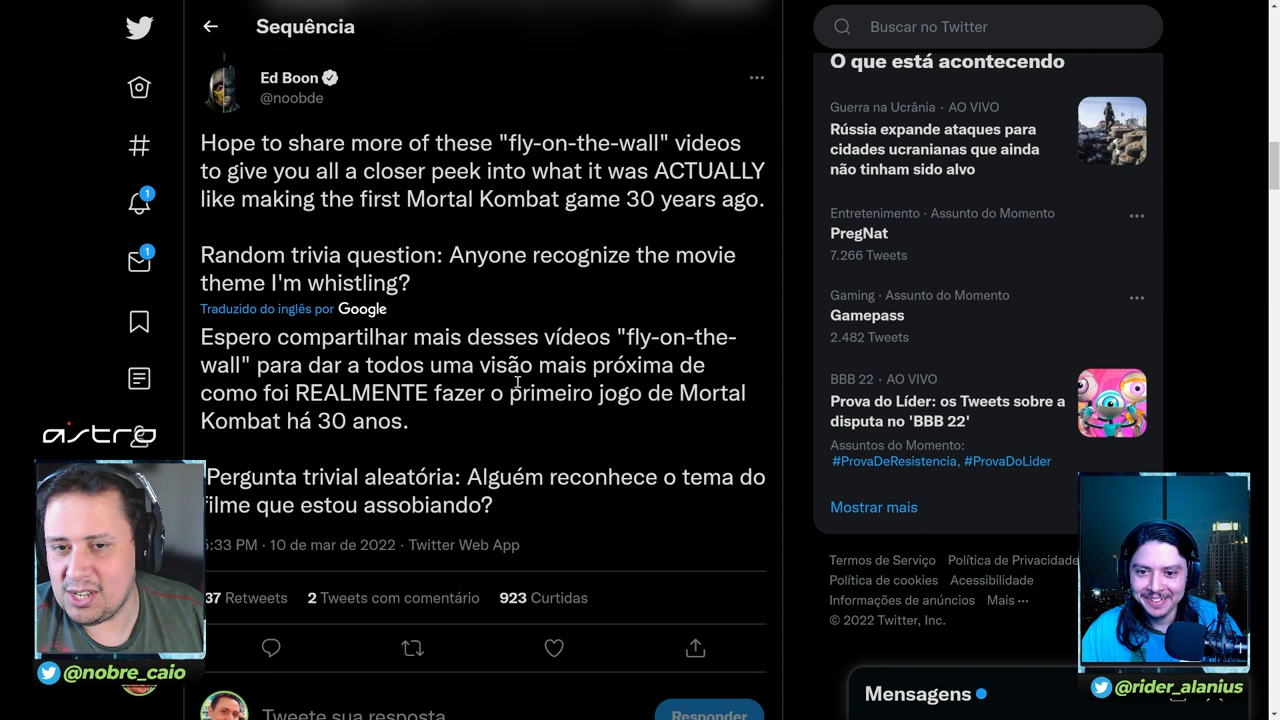 Sequência
Ed Boon
@noobde
Hope to share more of these "fly-on-the-wall" videos
to give you all a closer peek into what it was ACTUALLY
like making the first Mortal Kombat game 30 years ago.
Random trivia question: Anyone recognize the movie
theme I'm whistling?
Traduzido do inglês por Google
Espero compartilhar mais desses vídeos "fly-on-the-
wall" para dar a todos uma visão mais próxima de
como foi REALMENTE fazer o primeiro jogo de Mortal
Kombat há 30 anos.
Pergunta trivial aleatória: Alguém reconhece o tema do
filme que estou assobiando?
5:33 PM · 10 de mar de 2022 · Twitter Web App
37 Retweets 2 Tweets com comentário 923 Curtidas
Tweete sua resposta
Responder
1
1
astro
@nobre_caio
Buscar no Twitter
O que está acontecendo
Guerra na Ucrânia · AO VIVO
Rússia expande ataques para
cidades ucranianas que ainda
não tinham sido alvo
Entretenimento · Assunto do Momento
PregNat
7.266 Tweets
Gaming · Assunto do Momento
Gamepass
2.482 Tweets
BBB 22 · AO VIVO
Prova do Líder: os Tweets sobre a
disputa no 'BBB 22'
Assuntos do Momento:
#ProvaDeResistencia, #ProvaDoLider
Mostrar mais
Termos de Serviço Política de Privacidade
Política de cookies Acessibilidade
Informações de anúncios Mais ···
© 2022 Twitter, Inc.
@rider_alanius
Mensagens